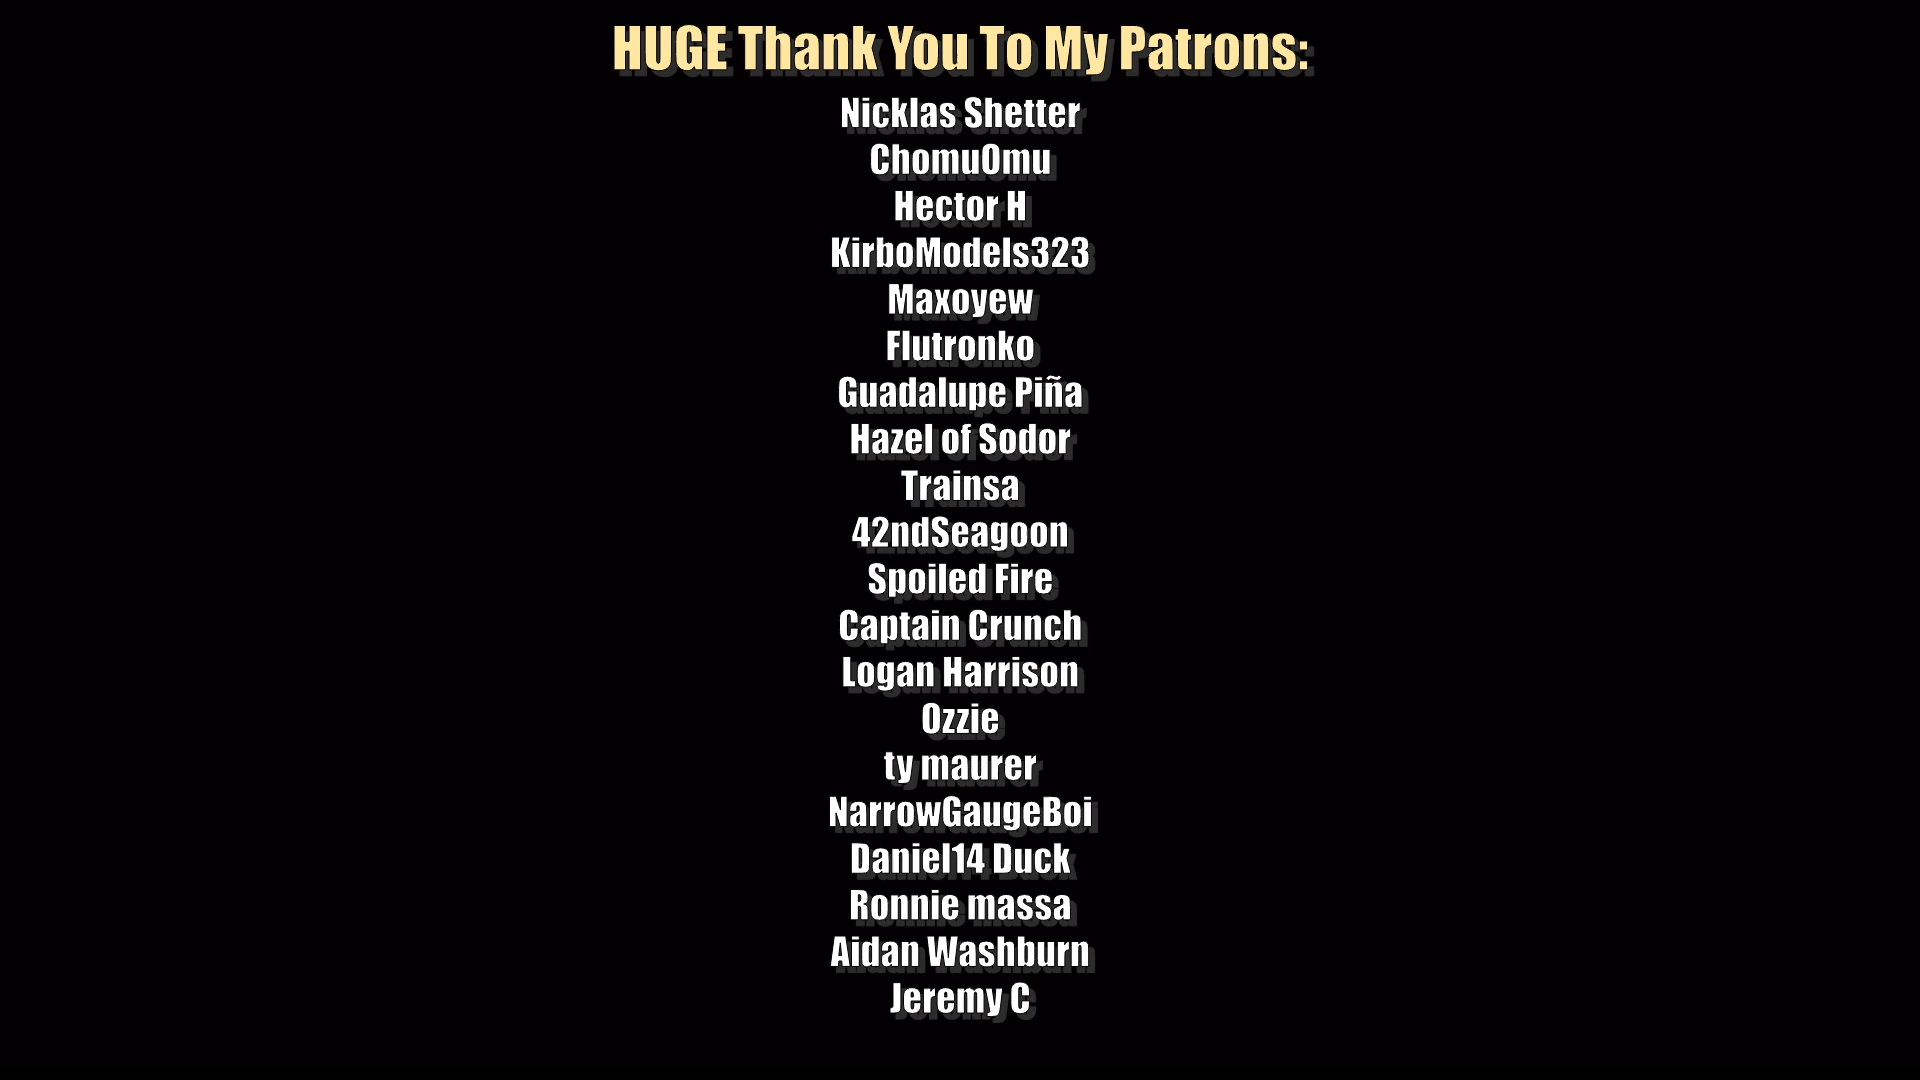 HUGE Thank You To My Patrons:
Nicklas Shetter
ChomuOmu
Hector H
KirboModels323
Maxoyew
Flutronko
Guadalupe Piña
Hazel of Sodor
Trainsa
42ndSeagoon
Spoiled Fire
Captain Crunch
Logan Harrison
Ozzie
ty maurer
NarrowGaugeBoi
Daniel14 Duck
Ronnie massa
Aidan Washburn
Jeremy C